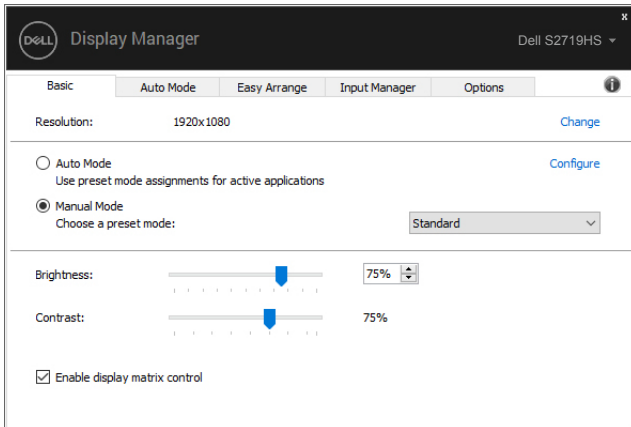 x
DELL Display Manager Dell S2719HS
Basic Auto Mode Easy Arrange Input Manager Options i
Resolution: 1920x1080 Change
Auto Mode Configure
Use preset mode assignments for active applications
Manual Mode
Choose a preset mode: Standard
Brightness: 75%
Contrast: 75%
Enable display matrix control